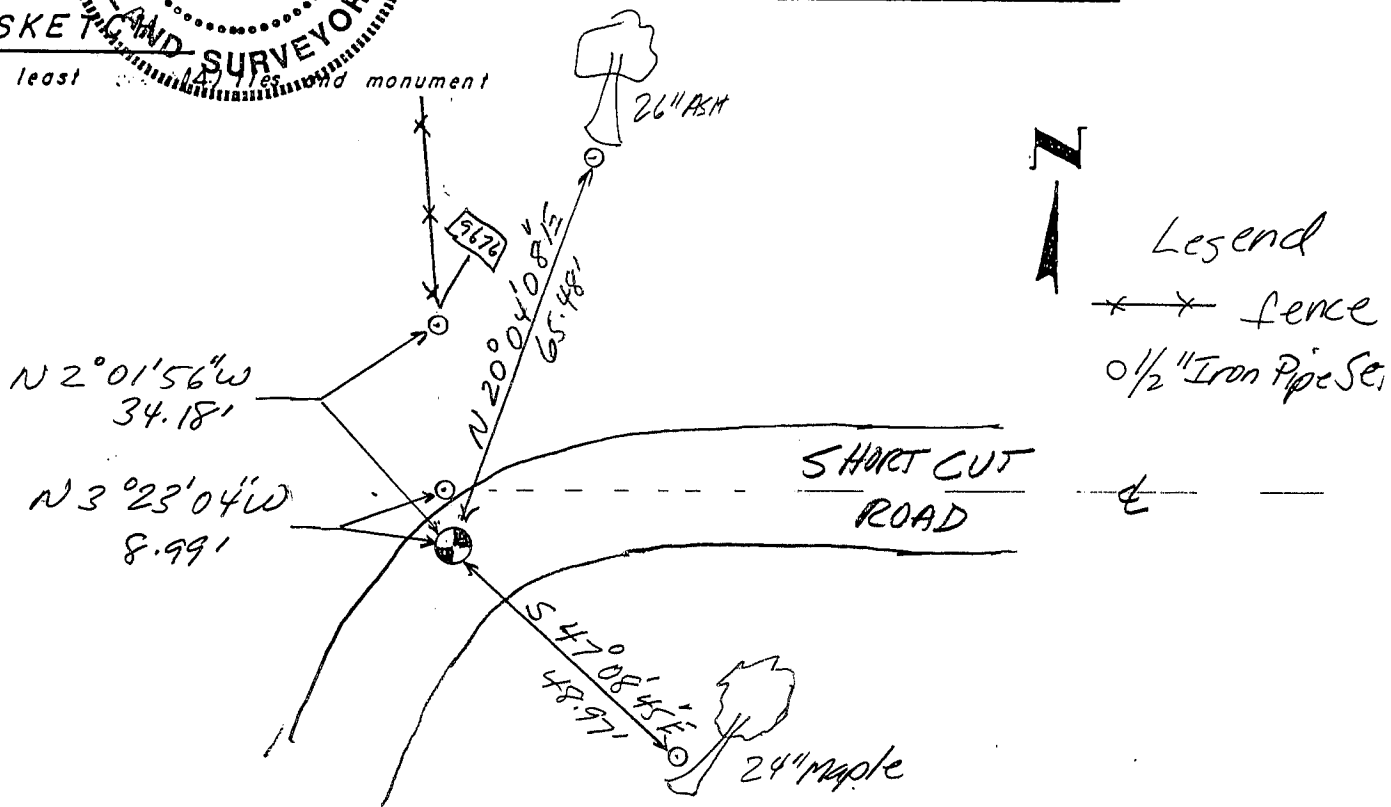 SKETCH
LAND SURVEYOR
least (4) ties and monument
26" ASH
9676
N
N 20° 04' 08" E
65.48'
Legend
fence
1/2" Iron Pipe Set
N 2° 01' 56" W
34.18'
SHORT CUT
ROAD
N 3° 23' 04" W
8.99'
S 47° 08' 45" E
48.97'
24" Maple